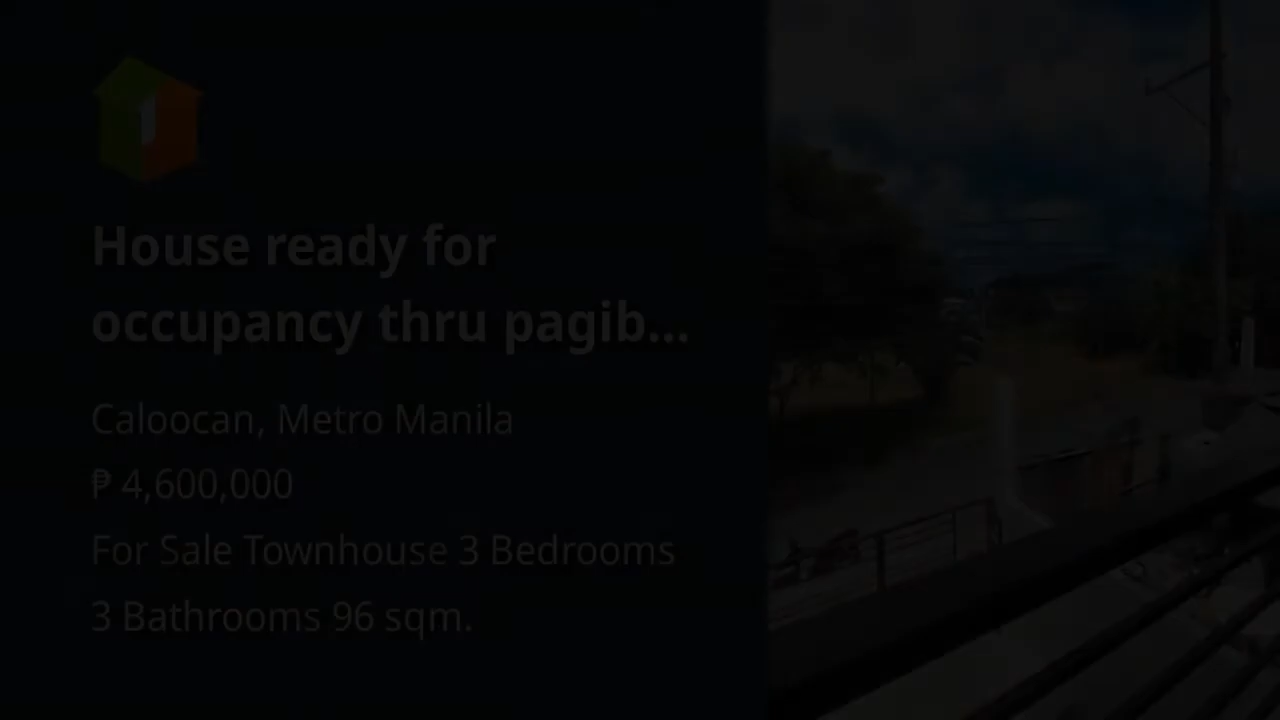 House ready for
occupancy thru pagib...
Caloocan, Metro Manila
₱ 4,600,000
For Sale Townhouse 3 Bedrooms
3 Bathrooms 96 sqm.